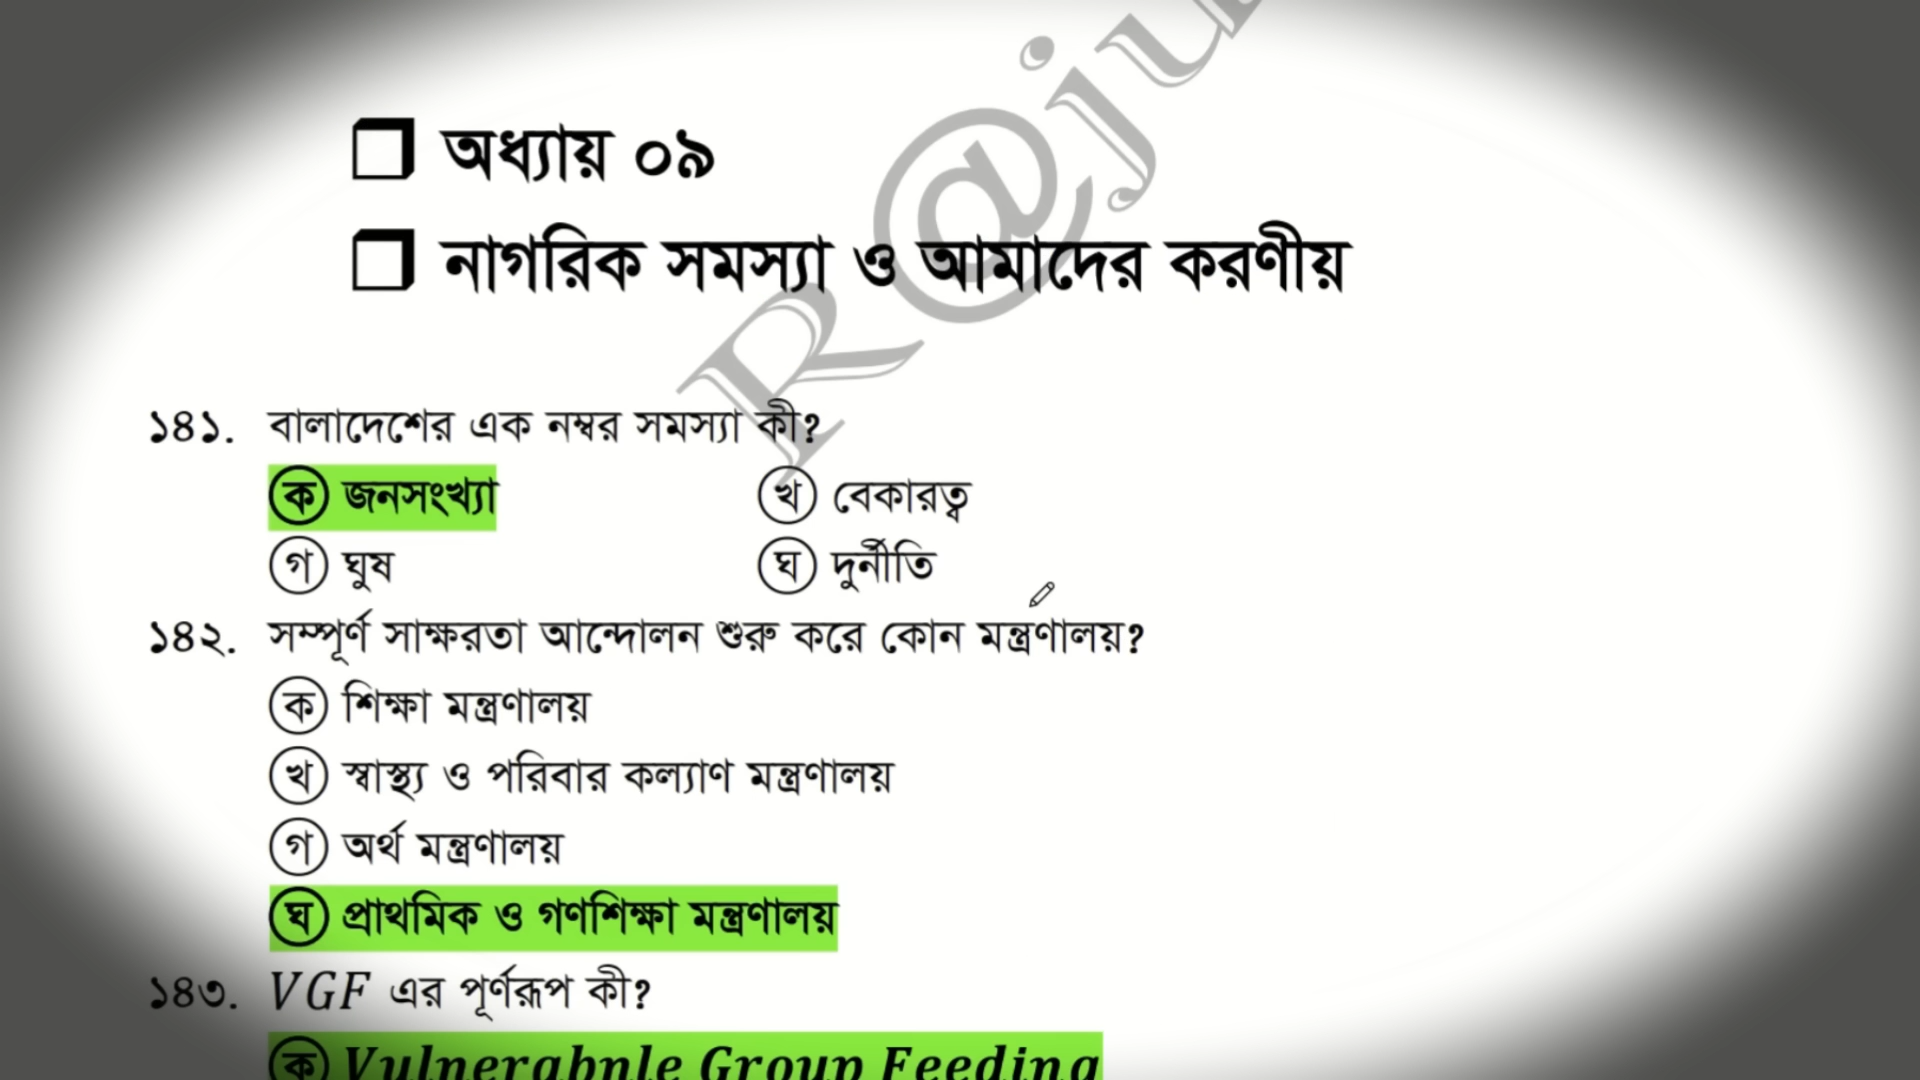 ❒ অধ্যায় ০৯
❒ নাগরিক সমস্যা ও আমাদের করণীয়
R@ju
১৪১. বালাদেশের এক নম্বর সমস্যা কী?
ক জনসংখ্যা খ বেকারত্ব
গ ঘুষ ঘ দুর্নীতি
১৪২. সম্পূর্ণ সাক্ষরতা আন্দোলন শুরু করে কোন মন্ত্রণালয়?
ক শিক্ষা মন্ত্রণালয়
খ স্বাস্থ্য ও পরিবার কল্যাণ মন্ত্রণালয়
গ অর্থ মন্ত্রণালয়
ঘ প্রাথমিক ও গণশিক্ষা মন্ত্রণালয়
১৪৩. VGF এর পূর্ণরূপ কী?
ক Vulnerabnle Group Feeding